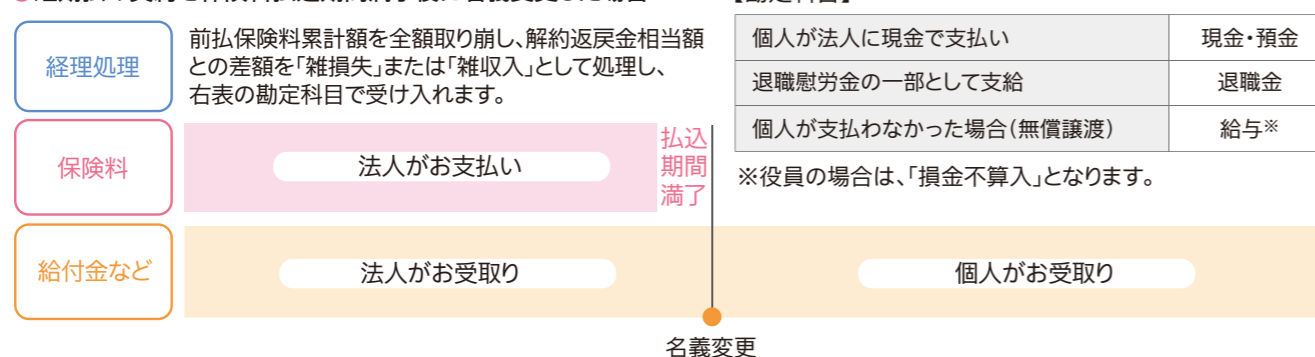 経理処理
前払保険料累計額を全額取り崩し、解約返戻金相当額
との差額を「雑損失」または「雑収入」として処理し、
右表の勘定科目で受け入れます。
個人が法人に現金で支払い 現金・預金
退職慰労金の一部として支給 退職金
個人が支払わなかった場合（無償譲渡） 給与※
※役員の場合は、「損金不算入」となります。
保険料
法人がお支払い
払込
期間
満了
給付金など
法人がお受取り
個人がお受取り
名義変更